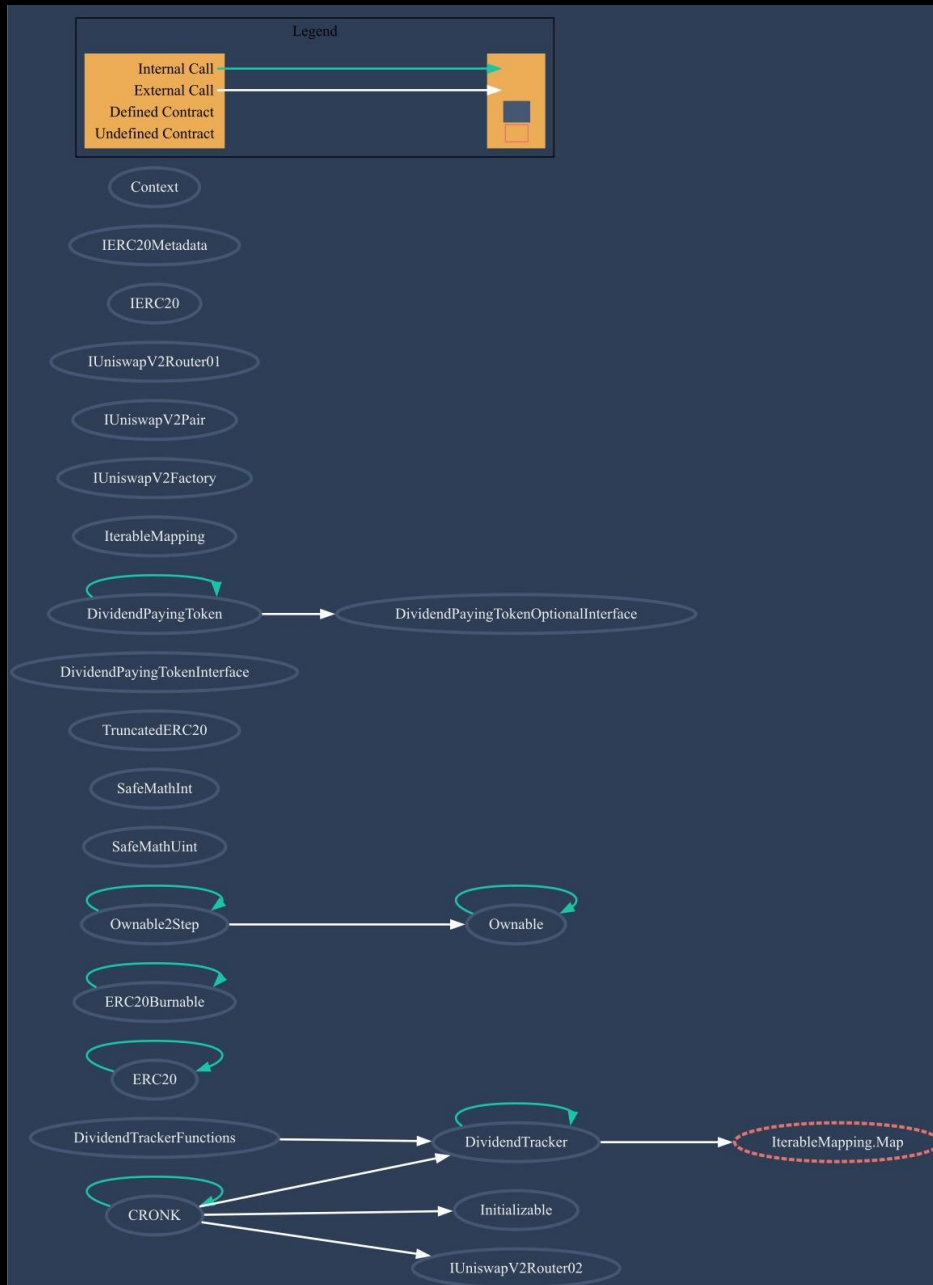 Legend
Internal Call
External Call
Defined Contract
Undefined Contract
Context
IERC20Metadata
IERC20
IUniswapV2Router01
IUniswapV2Pair
IUniswapV2Factory
IterableMapping
DividendPayingToken DividendPayingTokenOptionalInterface
DividendPayingTokenInterface
TruncatedERC20
SafeMathInt
SafeMathUint
Ownable2Step Ownable
ERC20Burnable
ERC20
DividendTrackerFunctions DividendTracker IterableMapping.Map
CRONK Initializable
IUniswapV2Router02